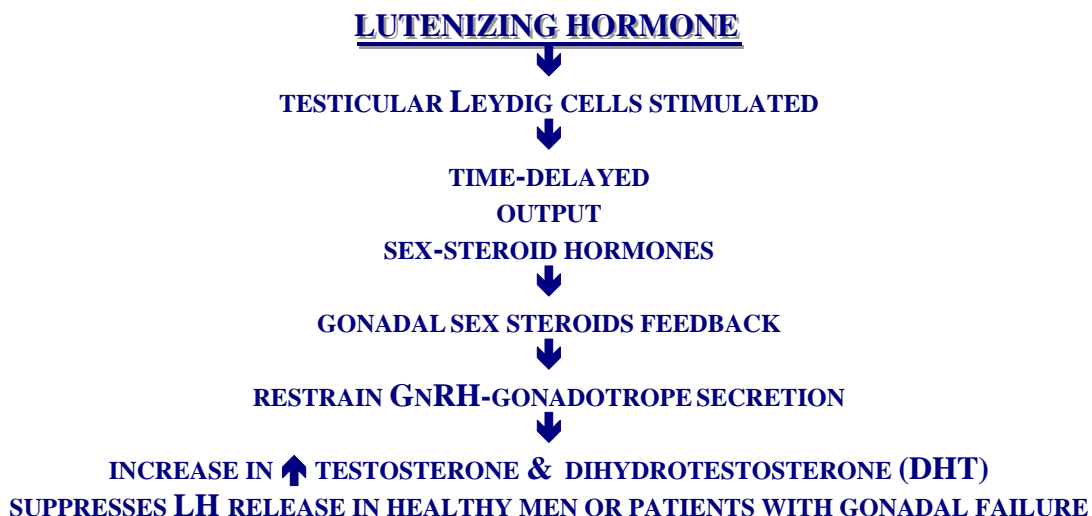 LUTENIZING HORMONE
TESTICULAR LEYDIG CELLS STIMULATED
TIME-DELAYED
OUTPUT
SEX-STEROID HORMONES
GONADAL SEX STEROIDS FEEDBACK
RESTRAIN GNRH-GONADOTROPE SECRETION
INCREASE IN ↑ TESTOSTERONE & DIHYDROTESTOSTERONE (DHT)
SUPPRESSES LH RELEASE IN HEALTHY MEN OR PATIENTS WITH GONADAL FAILURE